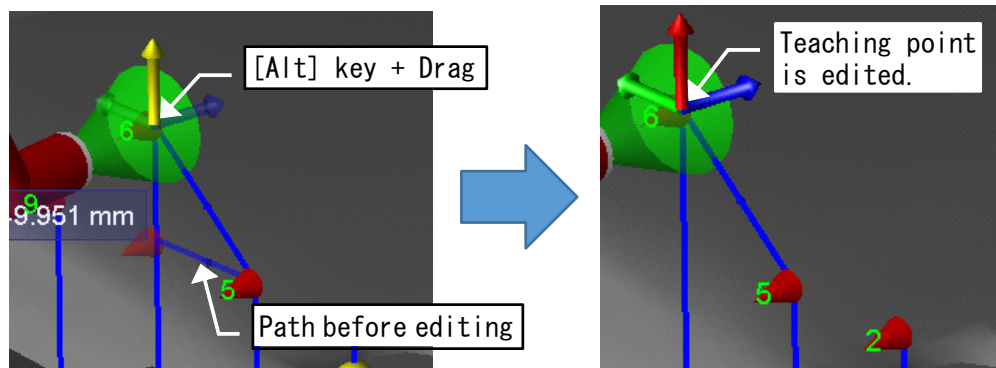 [Alt] key + Drag
6
9
-9.951 mm
5
Path before editing
Teaching point
is edited.
6
5
2